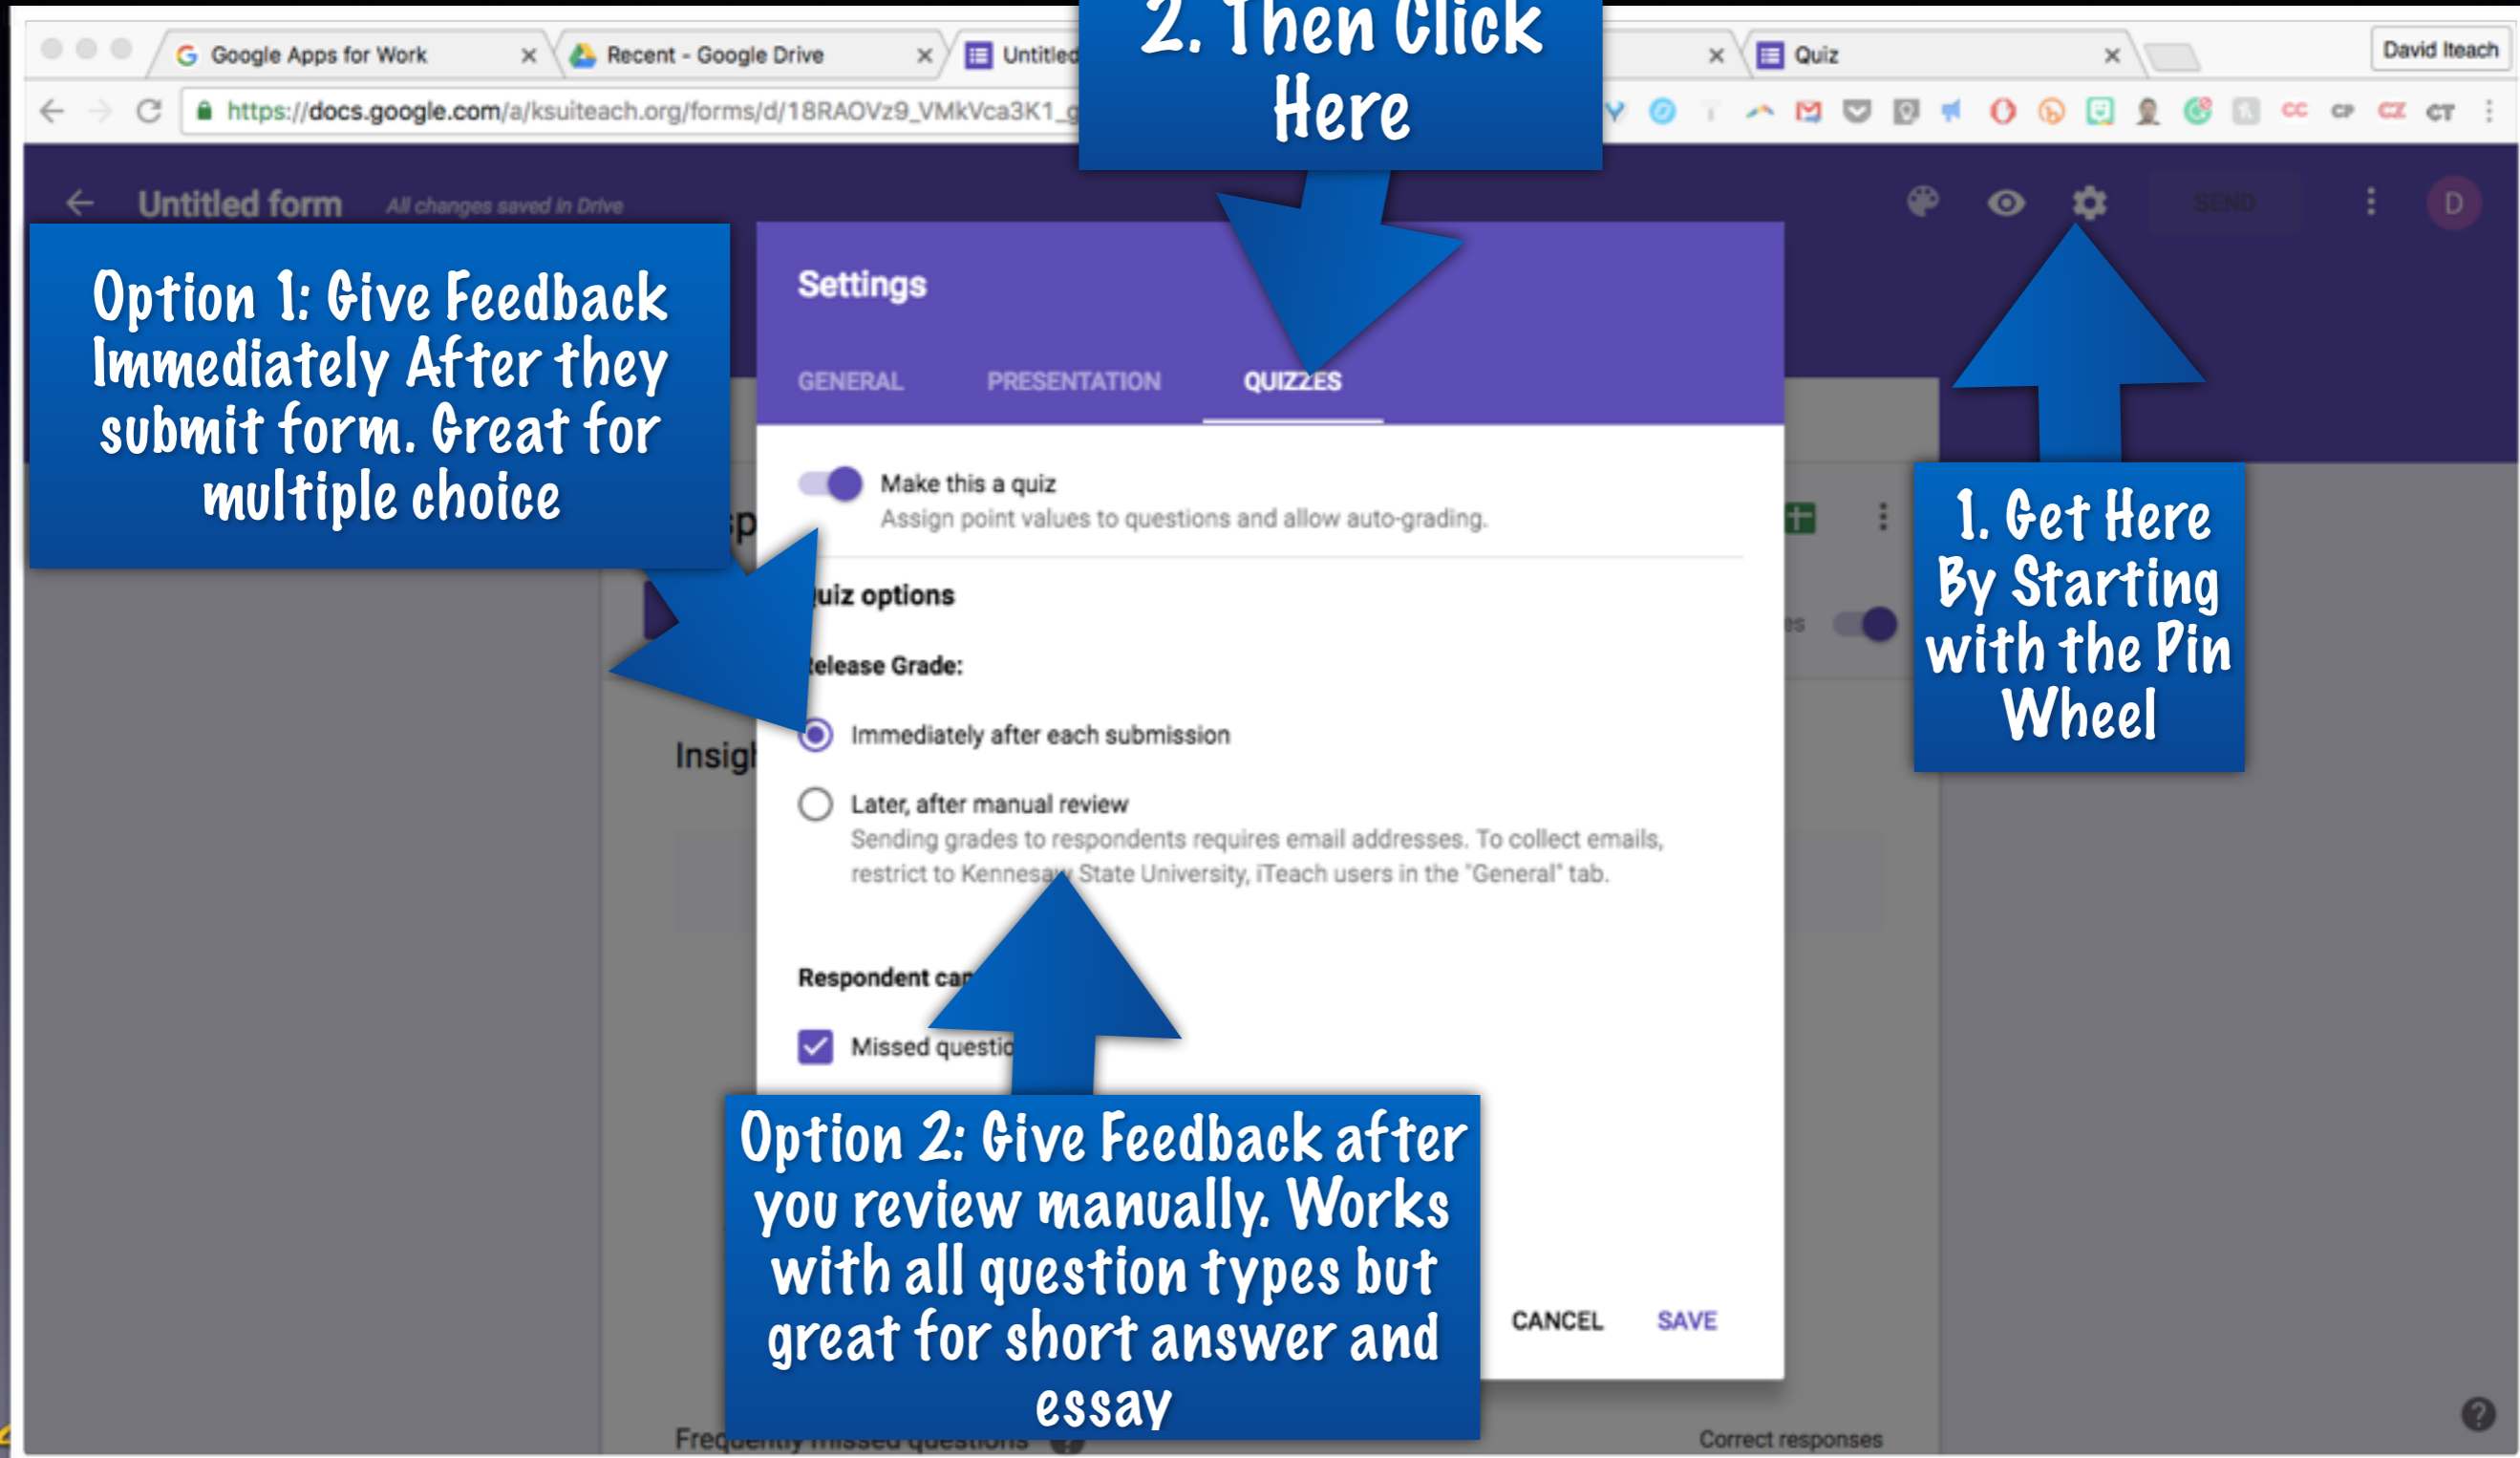 2. Then Click
Here
Google Apps for Work
Recent - Google Drive
Untitled
Quiz
David Iteach
https://docs.google.com/a/ksuiteach.org/forms/d/18RAOVz9_VMkVca3K1_g
Untitled form
All changes saved in Drive
SEND
D
Option 1: Give Feedback
Immediately After they
submit form. Great for
multiple choice
Settings
GENERAL PRESENTATION QUIZZES
Make this a quiz
Assign point values to questions and allow auto-grading.
1. Get Here
By Starting
with the Pin
Wheel
uiz options
elease Grade:
Immediately after each submission
Insigh
Later, after manual review
Sending grades to respondents requires email addresses. To collect emails,
restrict to Kennesaw State University, iTeach users in the "General" tab.
Respondent can
Missed questio
Option 2: Give Feedback after
you review manually. Works
with all question types but
great for short answer and
essay
CANCEL SAVE
Frequently missed questions
Correct responses